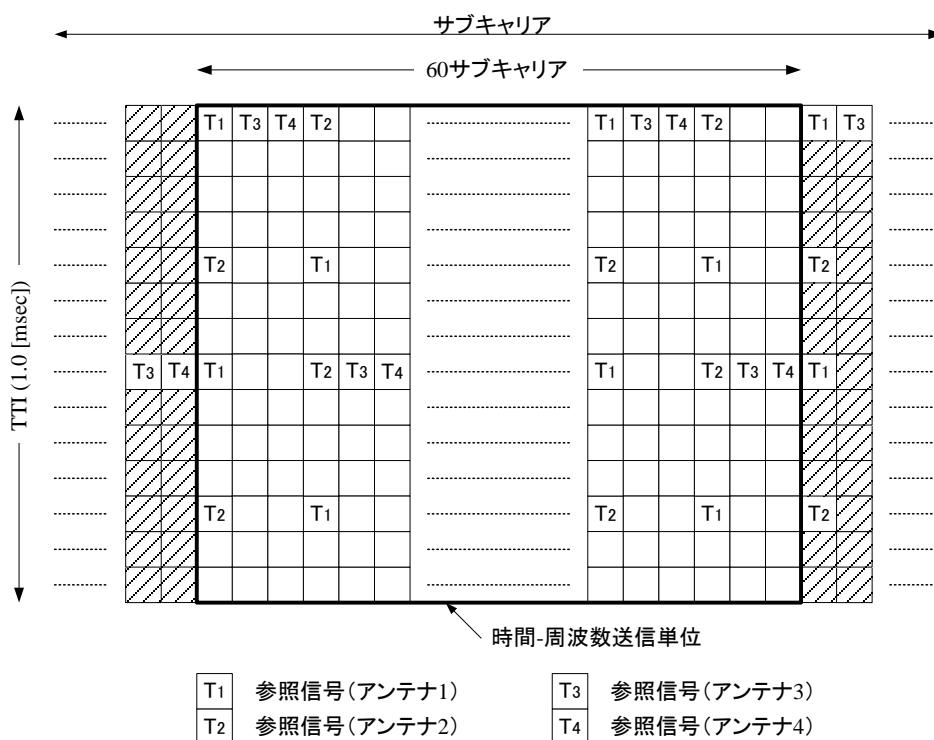 サブキャリア
60サブキャリア
T1 T3 T4 T2 T1 T3 T4 T2 T1 T3
T2 T1 T2 T1 T2
T3 T4 T1 T2 T3 T4 T1 T2 T3 T4 T1
T2 T1 T2 T1 T2
TTI (1.0 [msec])
時間-周波数送信単位
T1 参照信号(アンテナ1) T3 参照信号(アンテナ3)
T2 参照信号(アンテナ2) T4 参照信号(アンテナ4)